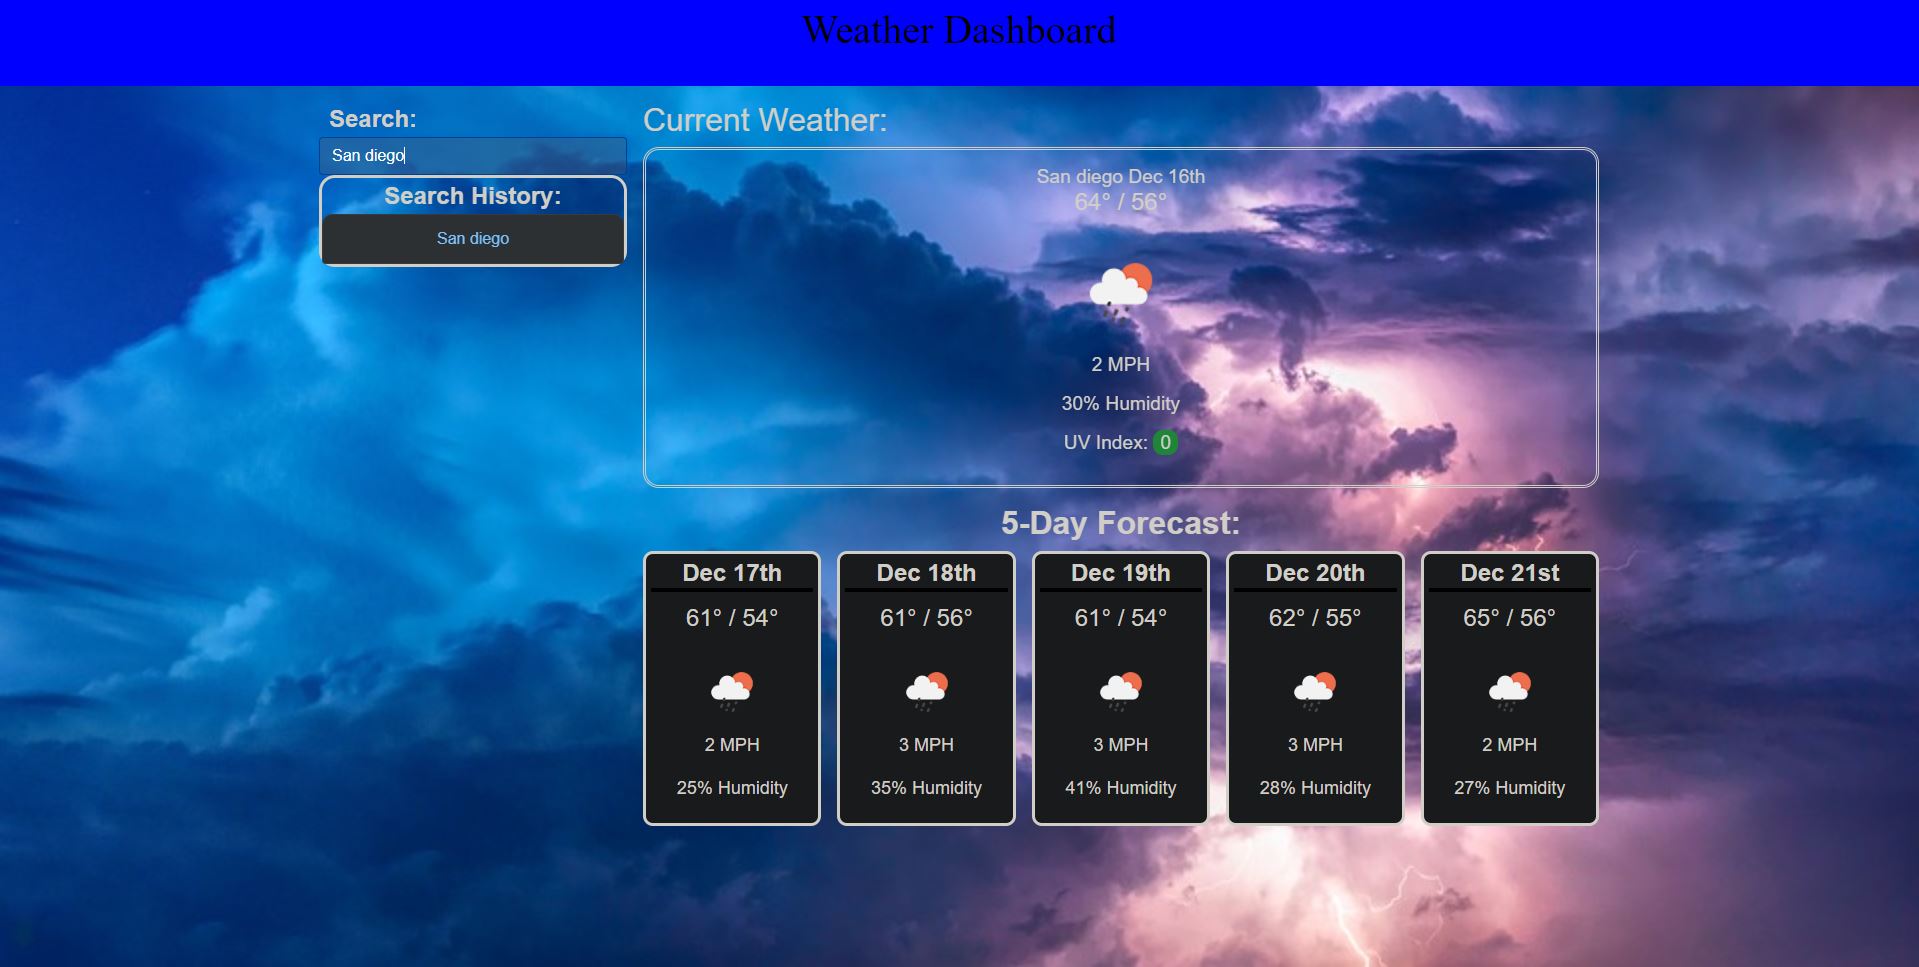 Weather Dashboard
Search:
San diego
Search History:
San diego
Current Weather:
San diego Dec 16th
64° / 56°
2 MPH
30% Humidity
UV Index: 0
5-Day Forecast:
Dec 17th
61° / 54°
2 MPH
25% Humidity
Dec 18th
61° / 56°
3 MPH
35% Humidity
Dec 19th
61° / 54°
3 MPH
41% Humidity
Dec 20th
62° / 55°
3 MPH
28% Humidity
Dec 21st
65° / 56°
2 MPH
27% Humidity